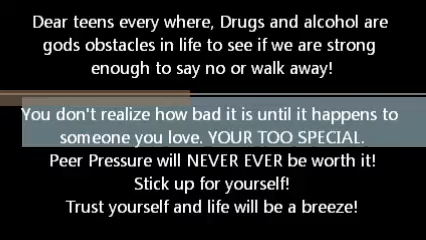 Dear teens every where, Drugs and alcohol are
gods obstacles in life to see if we are strong
enough to say no or walk away!
You don't realize how bad it is until it happens to
someone you love. YOUR TOO SPECIAL.
Peer Pressure will NEVER EVER be worth it!
Stick up for yourself!
Trust yourself and life will be a breeze!